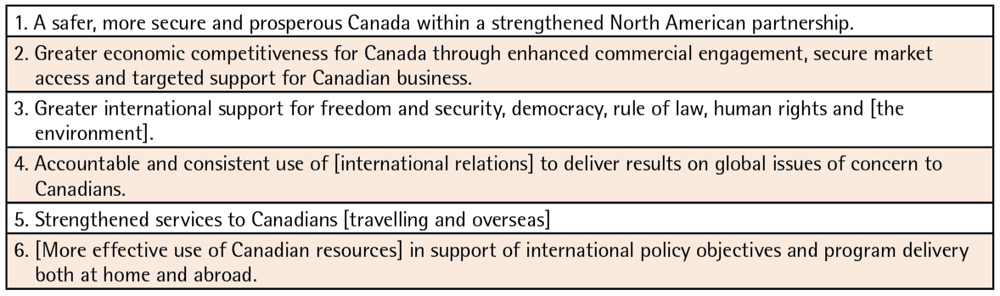 1. A safer, more secure and prosperous Canada within a strengthened North American partnership.
2. Greater economic competitiveness for Canada through enhanced commercial engagement, secure market
access and targeted support for Canadian business.
3. Greater international support for freedom and security, democracy, rule of law, human rights and [the
environment].
4. Accountable and consistent use of [international relations] to deliver results on global issues of concern to
Canadians.
5. Strengthened services to Canadians [travelling and overseas]
6. [More effective use of Canadian resources] in support of international policy objectives and program delivery
both at home and abroad.